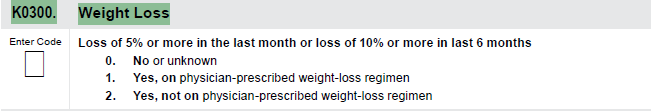 K0300. Weight Loss
Enter Code Loss of 5% or more in the last month or loss of 10% or more in last 6 months
0. No or unknown
1. Yes, on physician-prescribed weight-loss regimen
2. Yes, not on physician-prescribed weight-loss regimen